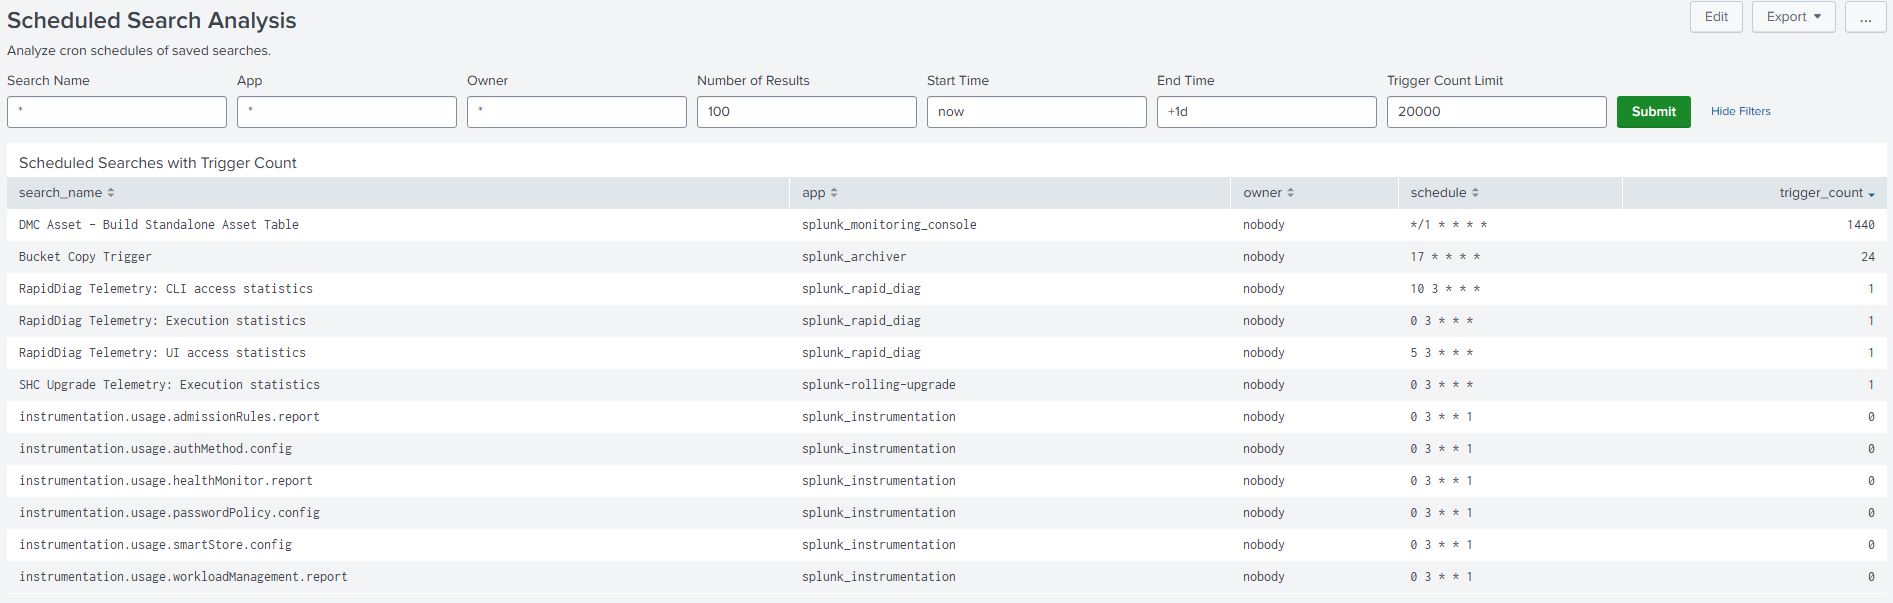 Scheduled Search Analysis
Edit Export ...
Analyze cron schedules of saved searches.
Search Name App Owner Number of Results Start Time End Time Trigger Count Limit
* * * 100 now +1d 20000 Submit Hide Filters
Scheduled Searches with Trigger Count
search_name app owner schedule trigger_count
DMC Asset - Build Standalone Asset Table splunk_monitoring_console nobody */1 * * * * 1440
Bucket Copy Trigger splunk_archiver nobody 17 * * * * 24
RapidDiag Telemetry: CLI access statistics splunk_rapid_diag nobody 10 3 * * * 1
RapidDiag Telemetry: Execution statistics splunk_rapid_diag nobody 0 3 * * * 1
RapidDiag Telemetry: UI access statistics splunk_rapid_diag nobody 5 3 * * * 1
SHC Upgrade Telemetry: Execution statistics splunk-rolling-upgrade nobody 0 3 * * * 1
instrumentation.usage.admissionRules.report splunk_instrumentation nobody 0 3 * * 1 0
instrumentation.usage.authMethod.config splunk_instrumentation nobody 0 3 * * 1 0
instrumentation.usage.healthMonitor.report splunk_instrumentation nobody 0 3 * * 1 0
instrumentation.usage.passwordPolicy.config splunk_instrumentation nobody 0 3 * * 1 0
instrumentation.usage.smartStore.config splunk_instrumentation nobody 0 3 * * 1 0
instrumentation.usage.workloadManagement.report splunk_instrumentation nobody 0 3 * * 1 0